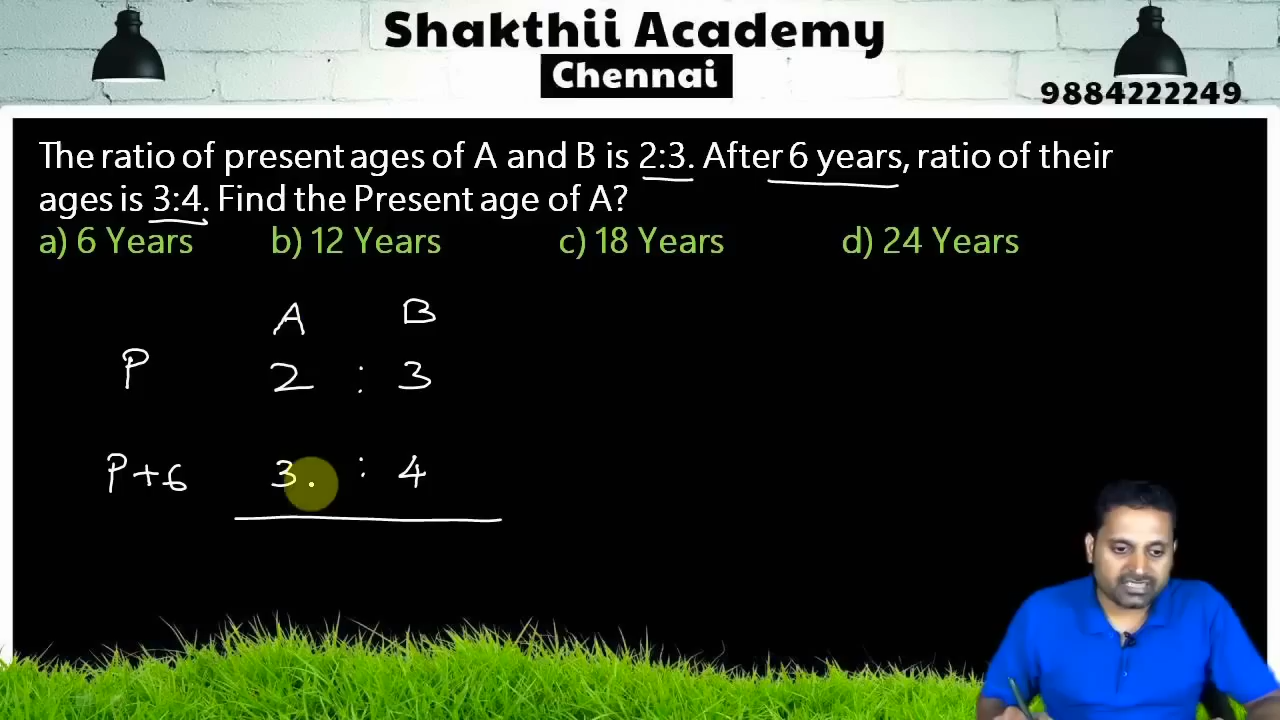 Shakthii Academy
Chennai
9884222249
The ratio of present ages of A and B is 2:3. After 6 years, ratio of their
ages is 3:4. Find the Present age of A?
a) 6 Years b) 12 Years c) 18 Years d) 24 Years
A B
P 2 : 3
P+6 3 : 4